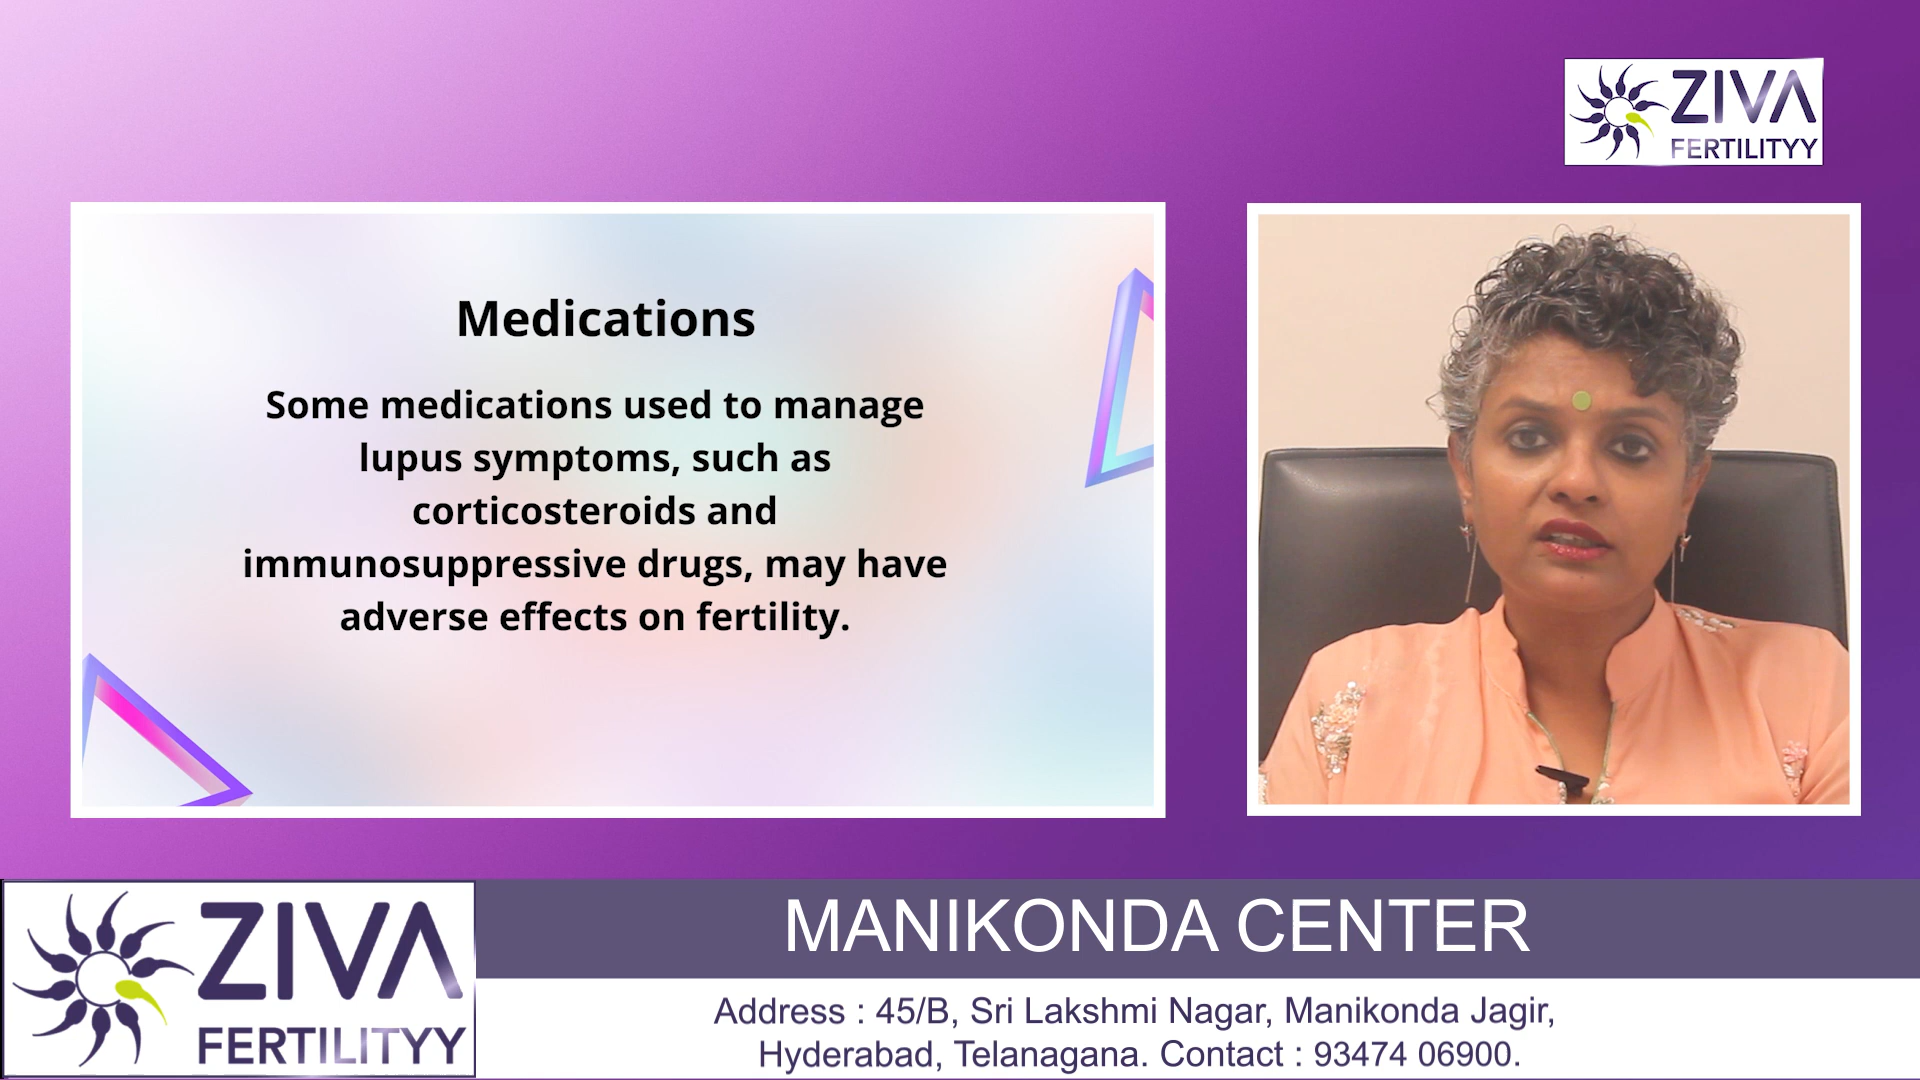 ZIVA
FERTILITYY
Medications
Some medications used to manage
lupus symptoms, such as
corticosteroids and
immunosuppressive drugs, may have
adverse effects on fertility.
ZIVA
FERTILITYY
MANIKONDA CENTER
Address : 45/B, Sri Lakshmi Nagar, Manikonda Jagir,
Hyderabad, Telanagana. Contact : 93474 06900.